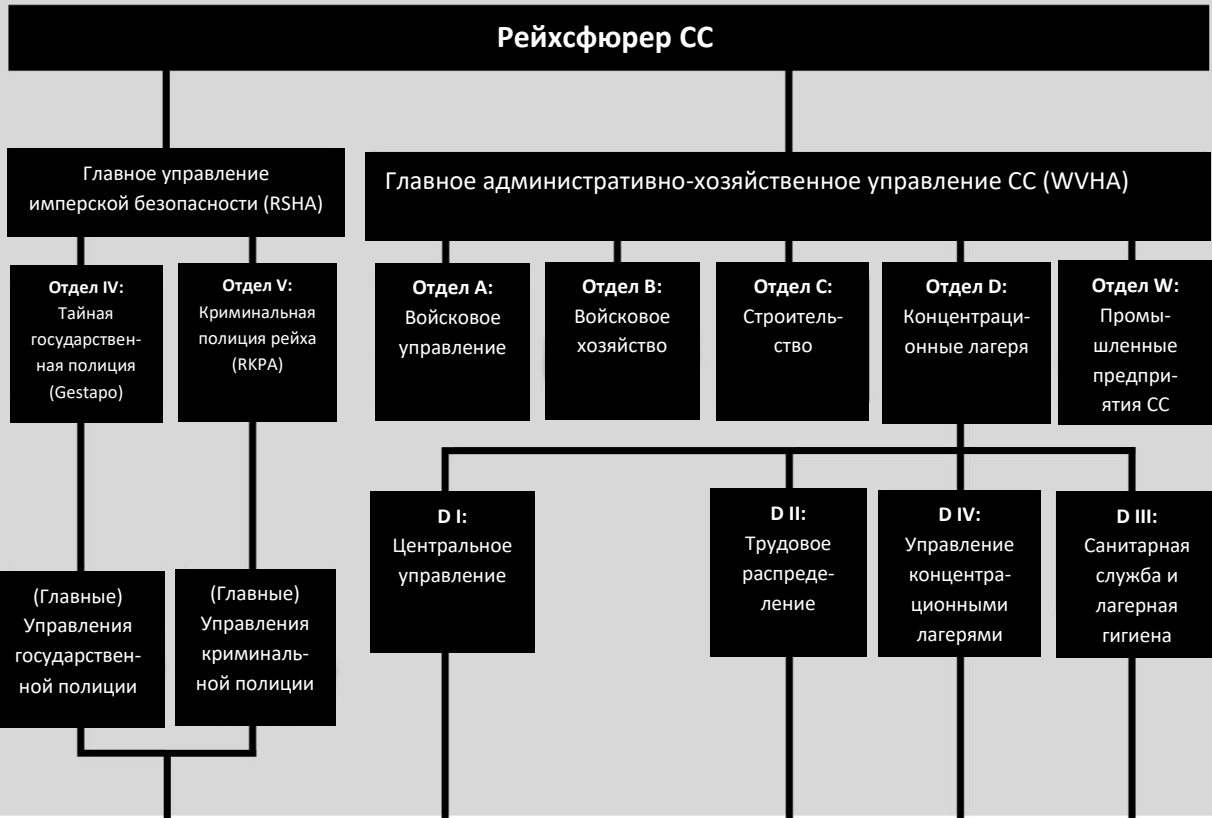 Рейхсфюрер СС
Главное управление
имперской безопасности (RSHA)
Главное административно-хозяйственное управление СС (WVHA)
Отдел IV:
Тайная
государствен-
ная полиция
(Gestapo)
Отдел V:
Криминальная
полиция рейха
(RKPA)
Отдел A:
Войсковое
управление
Отдел B:
Войсковое
хозяйство
Отдел C:
Строитель-
ство
Отдел D:
Концентраци-
онные лагеря
Отдел W:
Промы-
шленные
предпри-
ятия СС
(Главные)
Управления
государствен-
ной полиции
(Главные)
Управления
криминаль-
ной полиции
D I:
Центральное
управление
D II:
Трудовое
распреде-
ление
D IV:
Управление
концентра-
ционными
лагерями
D III:
Санитарная
служба и
лагерная
гигиена